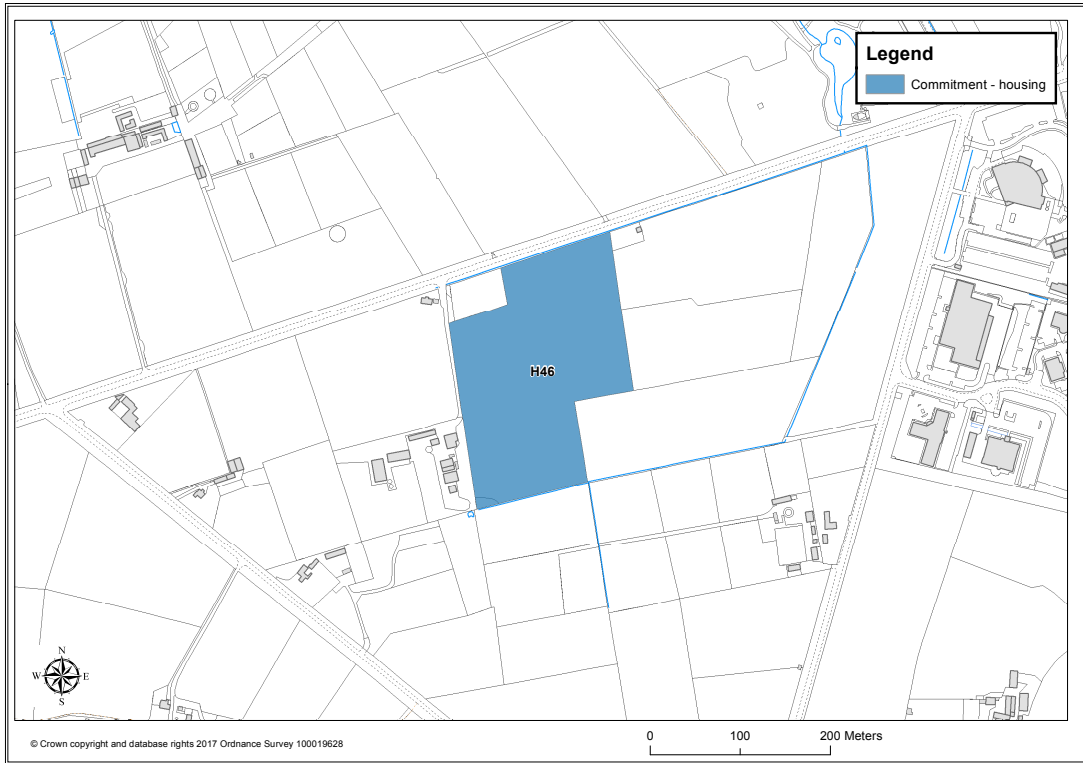 Legend
Commitment - housing
H46
N
W E
S
© Crown copyright and database rights 2017 Ordnance Survey 100019628
0 100 200 Meters